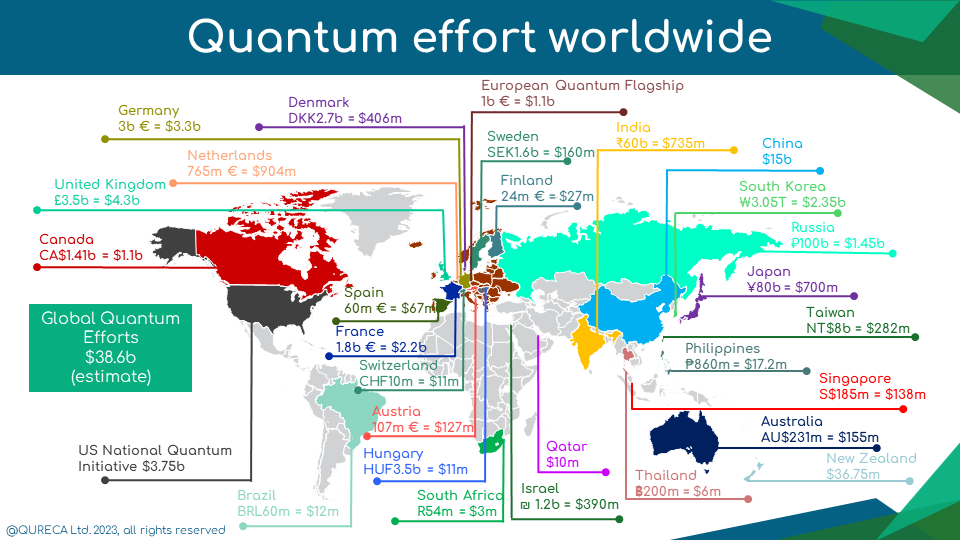 Quantum effort worldwide
European Quantum Flagship
1b € = $1.1b
Germany
3b € = $3.3b
Denmark
DKK2.7b = $406m
Sweden
SEK1.6b = $160m
India
₹60b = $735m
China
$15b
Netherlands
765m € = $904m
Finland
24m € = $27m
United Kingdom
£3.5b = $4.3b
South Korea
₩3.05T = $2.35b
Russia
₽100b = $1.45b
Canada
CA$1.41b = $1.1b
Japan
¥80b = $700m
Spain
60m € = $67m
Taiwan
NT$8b = $282m
Global Quantum
Efforts
$38.6b
(estimate)
France
1.8b € = $2.2b
Philippines
₱860m = $17.2m
Switzerland
CHF10m = $11m
Singapore
S$185m = $138m
Austria
107m € = $127m
Australia
AU$231m = $155m
US National Quantum
Initiative $3.75b
Hungary
HUF3.5b = $11m
Qatar
$10m
New Zealand
$36.75m
Thailand
฿200m = $6m
Brazil
BRL60m = $12m
South Africa
R54m = $3m
Israel
₪ 1.2b = $390m
@QURECA Ltd. 2023, all rights reserved